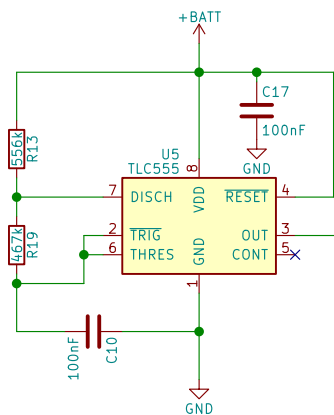 +BATT
C17
100nF
GND
U5
TLC555
R13
556k
8
7
DISCH
VDD
RESET
4
R19
467k
2
TRIG
OUT
3
6
THRES
GND
CONT
5
1
100nF
C10
GND